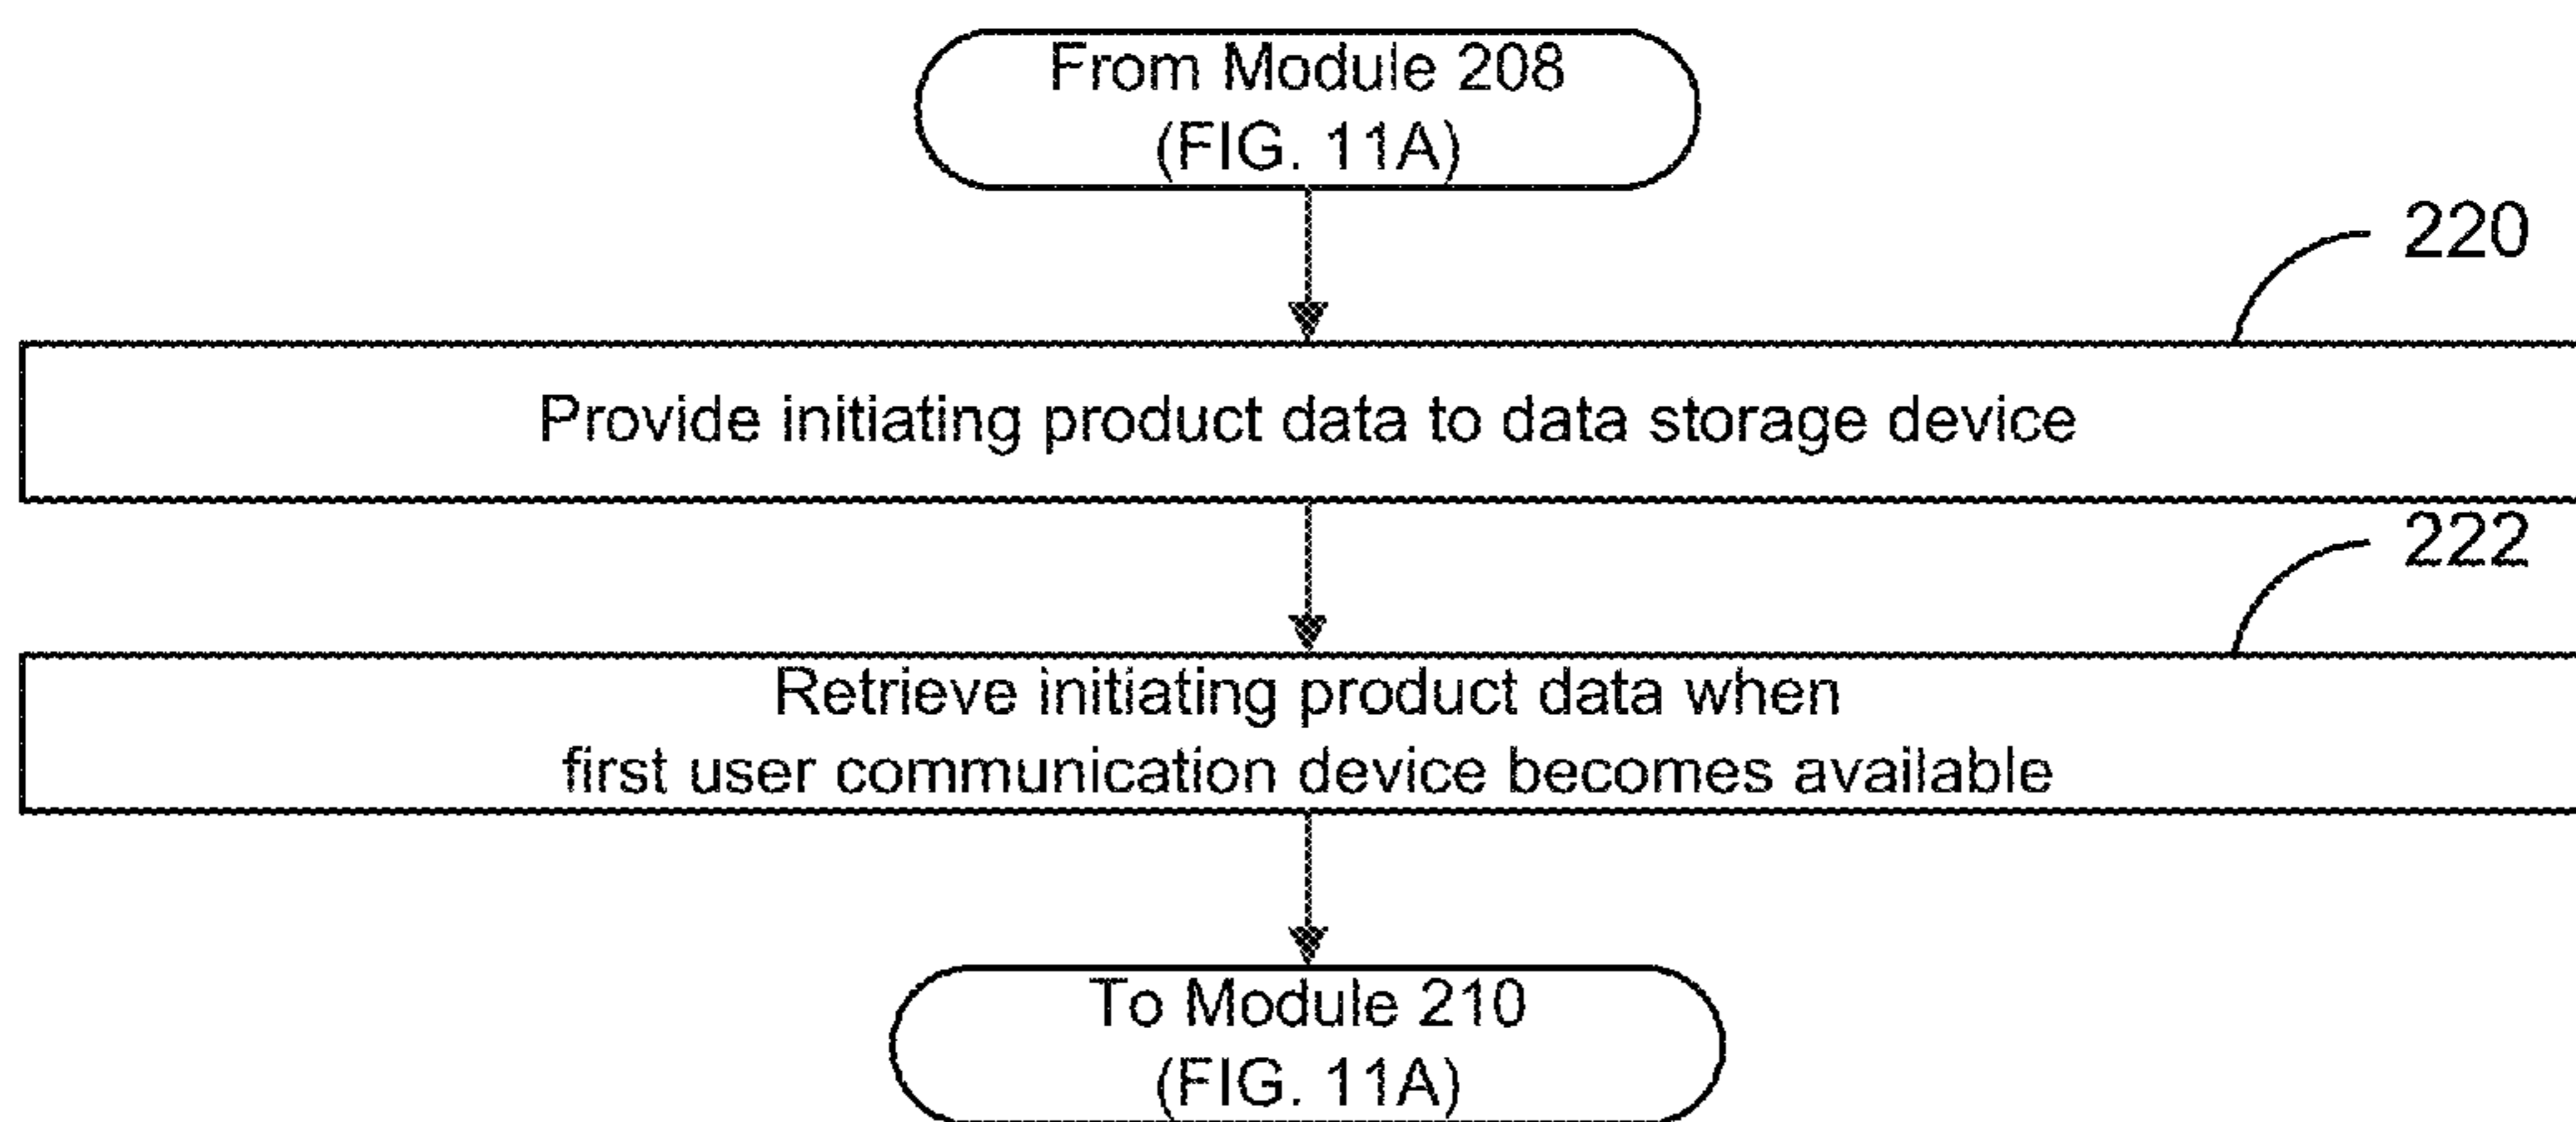 From Module 208
(FIG. 11A)
220
Provide initiating product data to data storage device
222
Retrieve initiating product data when
first user communication device becomes available
To Module 210
(FIG. 11A)